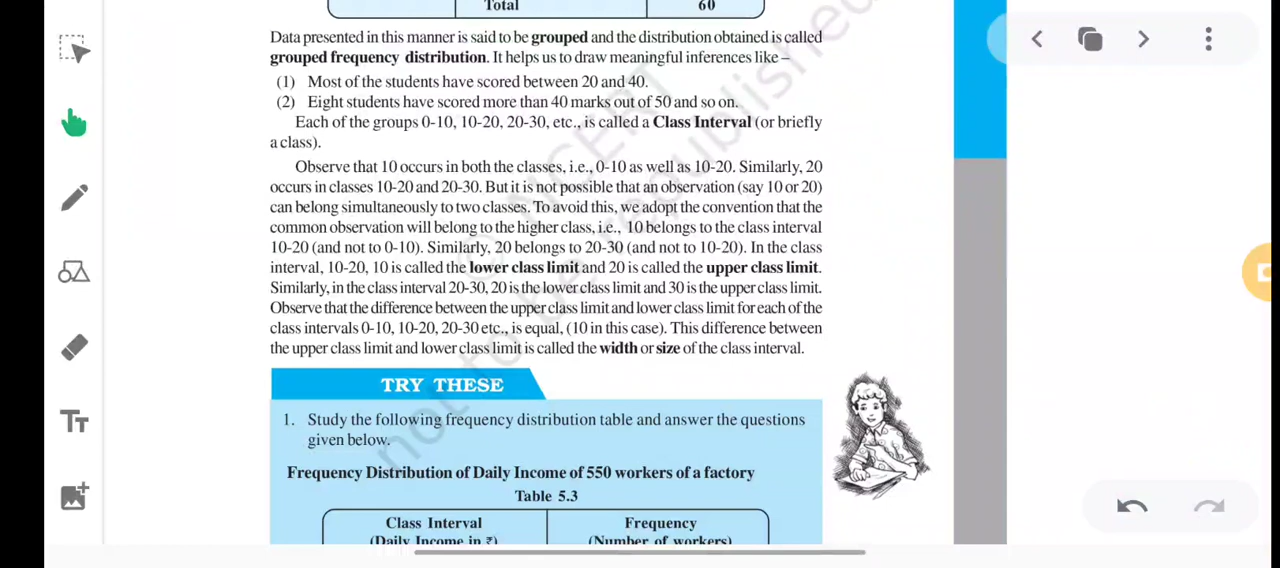 Total 60
Data presented in this manner is said to be grouped and the distribution obtained is called
grouped frequency distribution. It helps us to draw meaningful inferences like –
(1) Most of the students have scored between 20 and 40.
(2) Eight students have scored more than 40 marks out of 50 and so on.
Each of the groups 0-10, 10-20, 20-30, etc., is called a Class Interval (or briefly
a class).
Observe that 10 occurs in both the classes, i.e., 0-10 as well as 10-20. Similarly, 20
occurs in classes 10-20 and 20-30. But it is not possible that an observation (say 10 or 20)
can belong simultaneously to two classes. To avoid this, we adopt the convention that the
common observation will belong to the higher class, i.e., 10 belongs to the class interval
10-20 (and not to 0-10). Similarly, 20 belongs to 20-30 (and not to 10-20). In the class
interval, 10-20, 10 is called the lower class limit and 20 is called the upper class limit.
Similarly, in the class interval 20-30, 20 is the lower class limit and 30 is the upper class limit.
Observe that the difference between the upper class limit and lower class limit for each of the
class intervals 0-10, 10-20, 20-30 etc., is equal, (10 in this case). This difference between
the upper class limit and lower class limit is called the width or size of the class interval.
TRY THESE
1. Study the following frequency distribution table and answer the questions
given below.
Frequency Distribution of Daily Income of 550 workers of a factory
Table 5.3
Class Interval Frequency
(Daily Income in ₹) (Number of workers)
© NCERT
not to be republished
TT